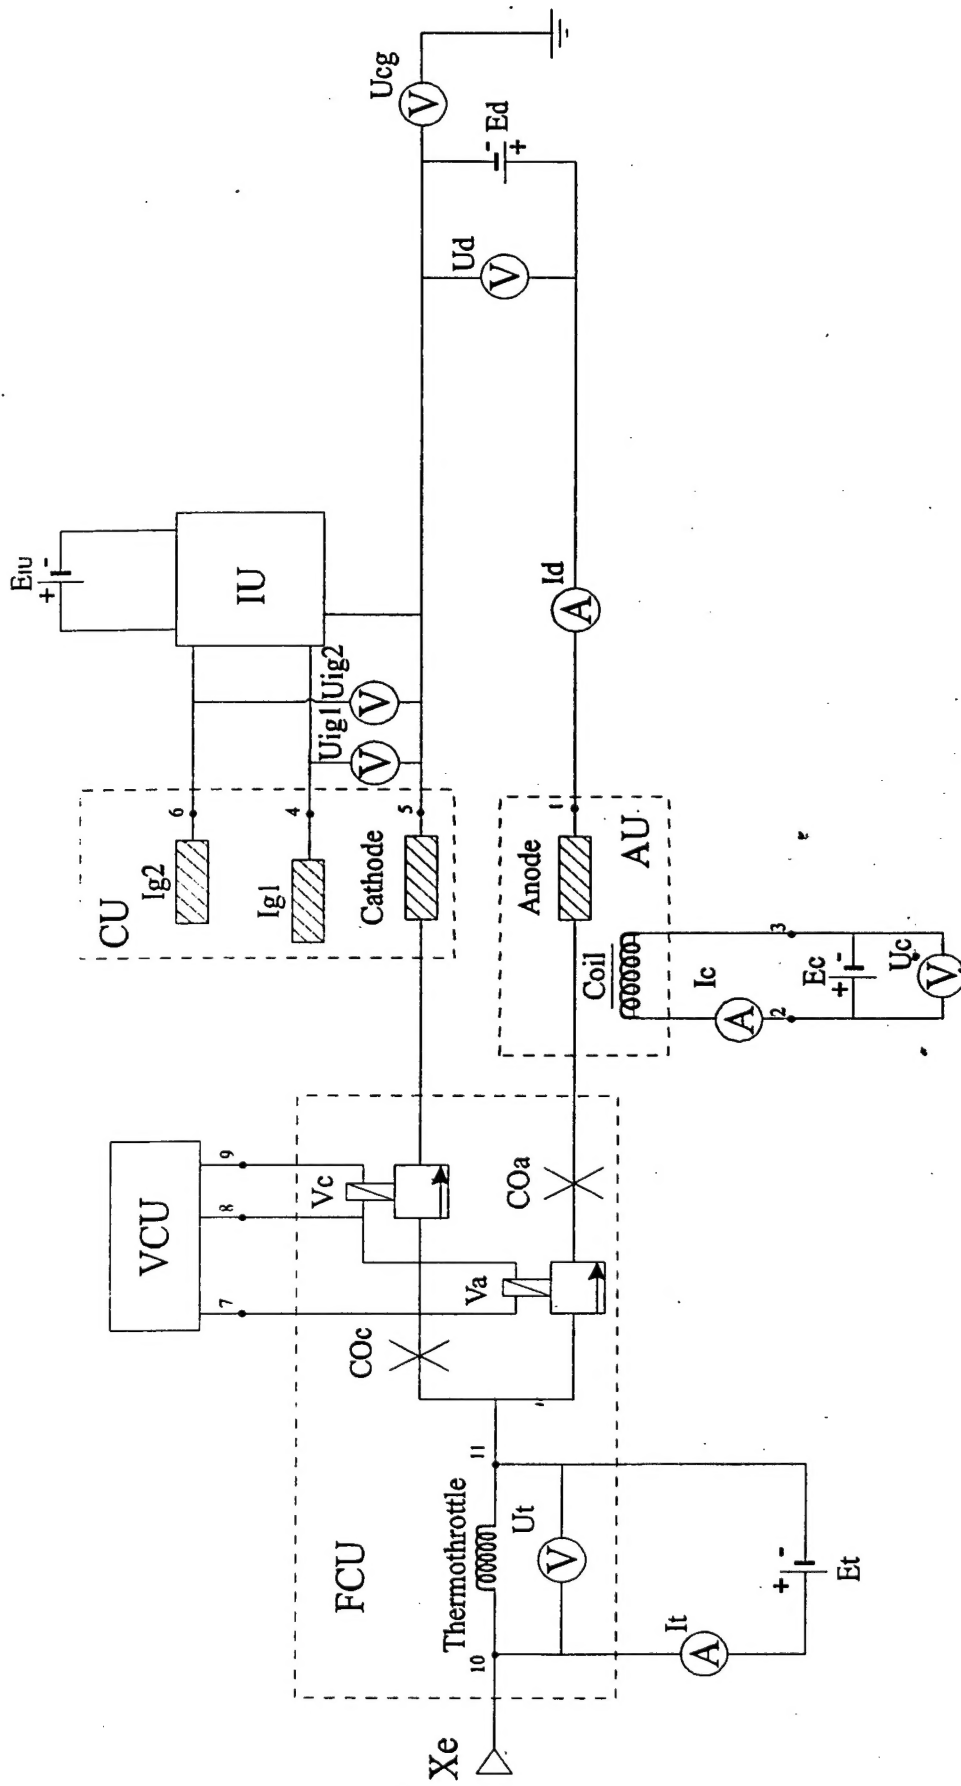 Xe
FCU
Thermothrottle
10
11
Ut
V
It
A
Et
+ -
COc
Va
Vc
COa
VCU
7
8
9
CU
Ig2
Ig1
Cathode
6
4
5
Uig1
Uig2
V
V
IU
EIU
+ -
Anode
AU
1
Coil
Ic
A
2
3
Ec
+ -
Uc
V
Id
A
Ud
V
Ed
- +
Ucg
V